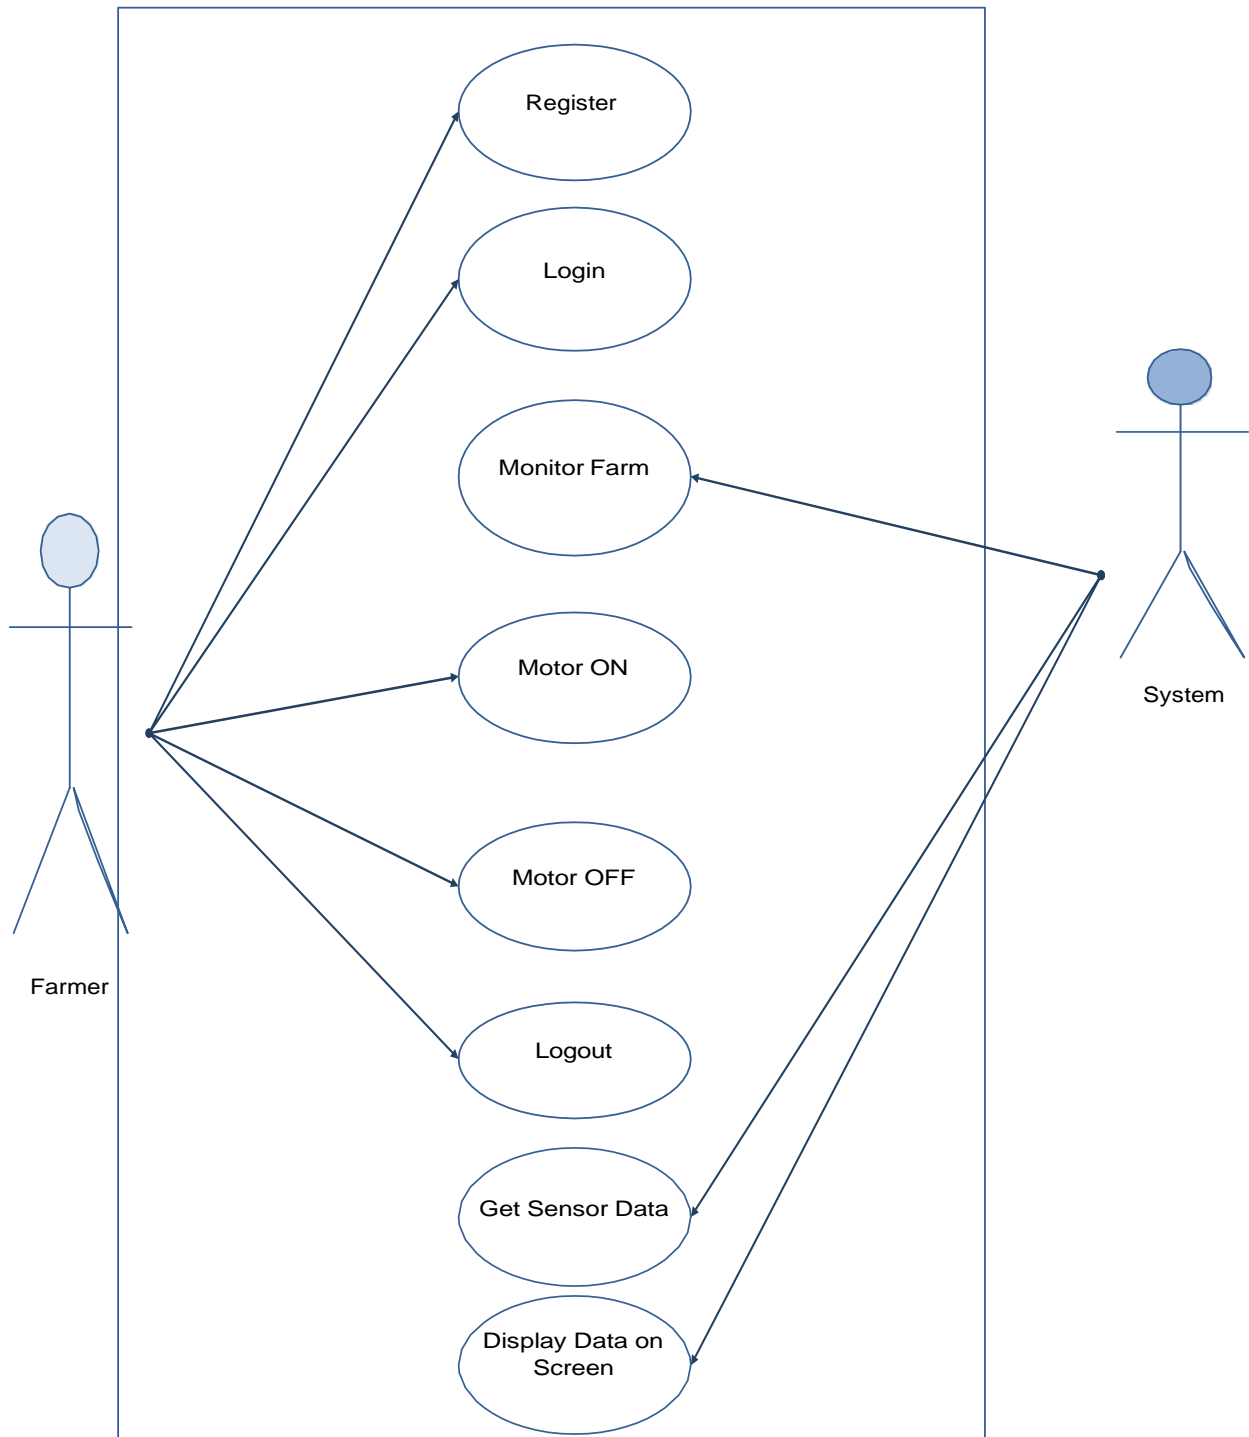 Register
Login
Monitor Farm
Motor ON
System
Motor OFF
Farmer
Logout
Get Sensor Data
Display Data on
Screen